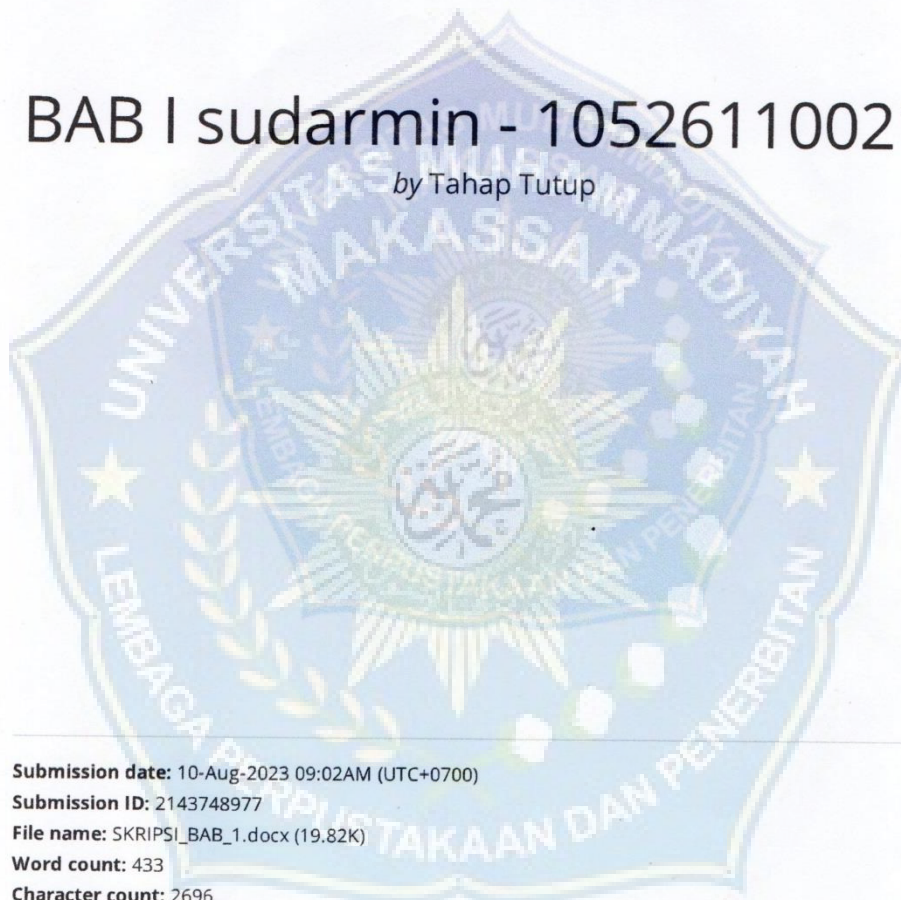 BAB I sudarmin - 1052611002
by Tahap Tutup
UNIVERSITAS MUHAMMADIYAH
MAKASSAR
محمد
LEMBAGA PERPUSTAKAAN DAN PENERBITAN
Submission date: 10-Aug-2023 09:02AM (UTC+0700)
Submission ID: 2143748977
File name: SKRIPSI_BAB_1.docx (19.82K)
Word count: 433
Character count: 2696